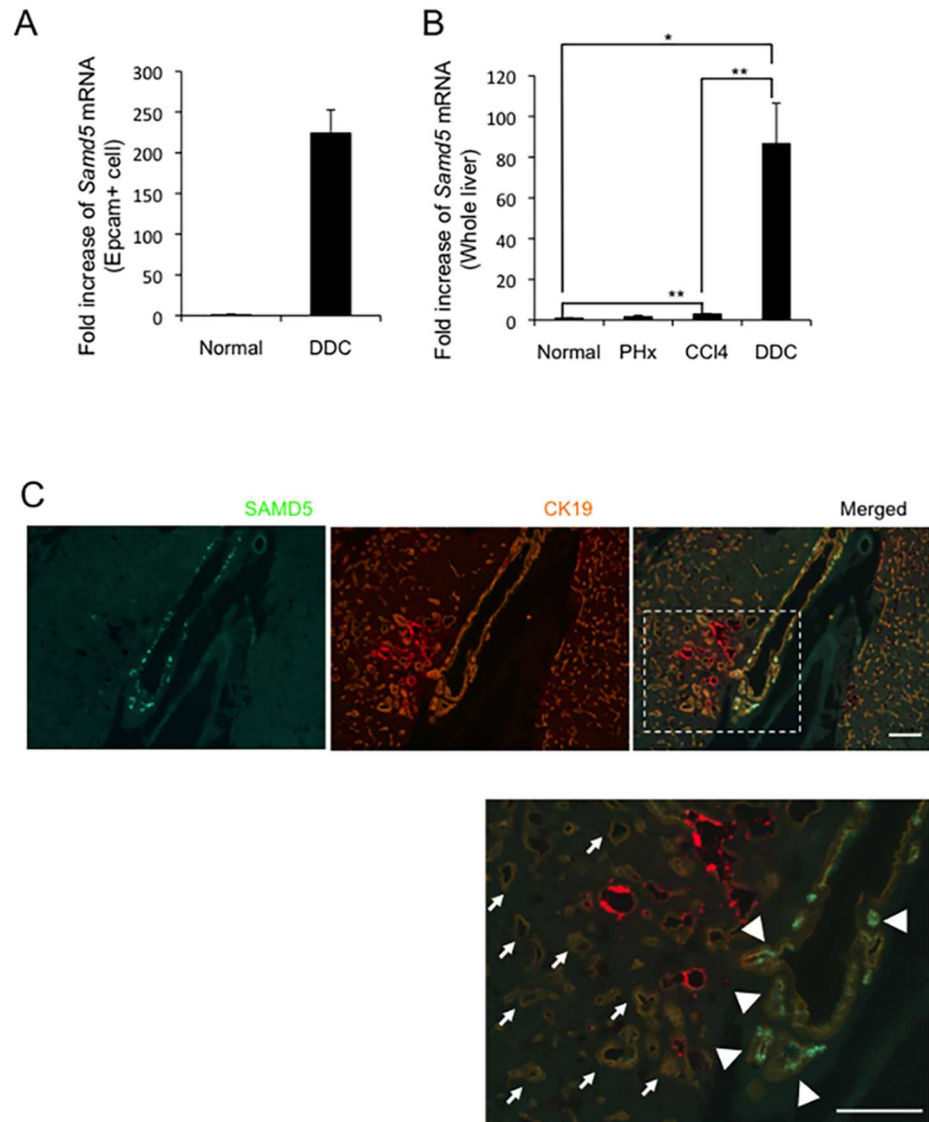 A
Fold increase of Samd5 mRNA
(Epcam+ cell)
300
250
200
150
100
50
0
Normal DDC
B
Fold increase of Samd5 mRNA
(Whole liver)
120
100
80
60
40
20
0
*
**
**
Normal PHx CCl4 DDC
C
SAMD5 CK19 Merged